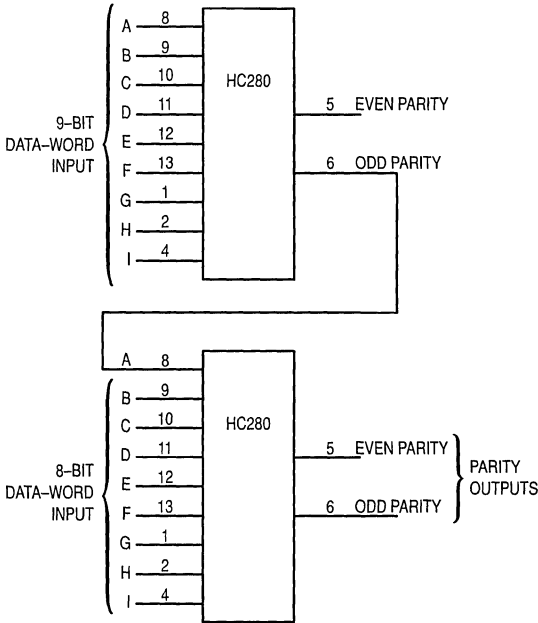 A 8
B 9
C 10
HC280
D 11
5 EVEN PARITY
9–BIT
DATA–WORD
INPUT
E 12
F 13
6 ODD PARITY
G 1
H 2
I 4
A 8
B 9
C 10
HC280
D 11
5 EVEN PARITY
8–BIT
DATA–WORD
INPUT
E 12
PARITY
OUTPUTS
F 13
6 ODD PARITY
G 1
H 2
I 4